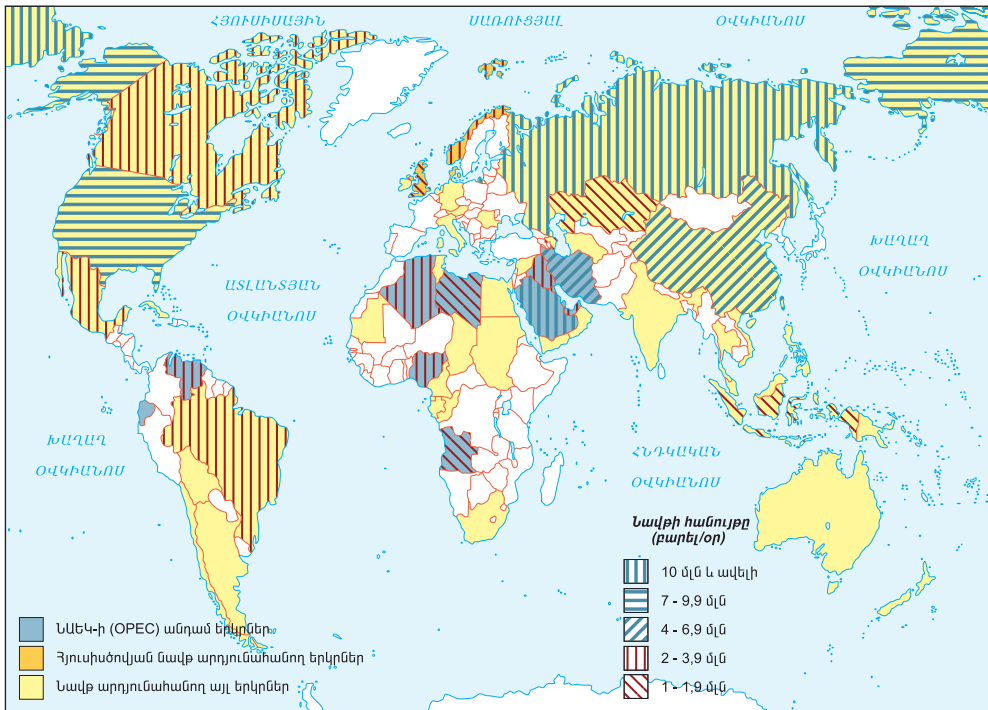 ՀՅՈՒՍԻՍԱՅԻՆ ՍԱՌՈՒՑՅԱԼ ՕՎԿԻԱՆՈՍ
ԽԱՂԱՂ
ՕՎԿԻԱՆՈՍ
ԱՏԼԱՆՏՅԱՆ
ՕՎԿԻԱՆՈՍ
ԽԱՂԱՂ
ՕՎԿԻԱՆՈՍ
ՀՆԴԿԱԿԱՆ
ՕՎԿԻԱՆՈՍ
Նավթի հանույթը
(բարել/օր)
10 մլն և ավելի
7 - 9,9 մլն
4 - 6,9 մլն
2 - 3,9 մլն
1 - 1,9 մլն
ՆԱԵԿ-ի (OPEC) անդամ երկրներ
Հյուսիսծովյան նավթ արդյունահանող երկրներ
Նավթ արդյունահանող այլ երկրներ